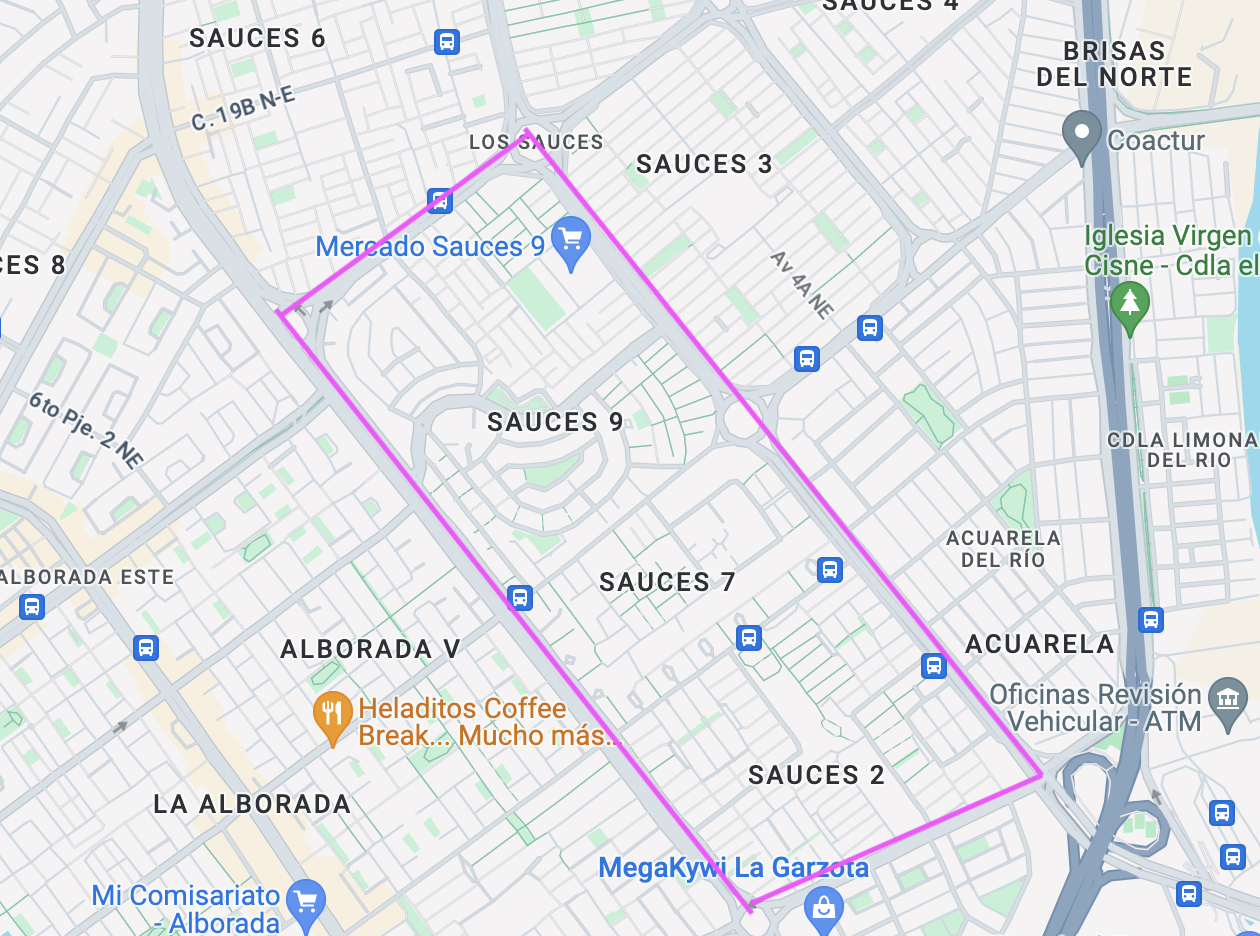 SAUCES 4
SAUCES 6
BRISAS
DEL NORTE
C. 19B N-E
LOS SAUCES
Coactur
SAUCES 3
Mercado Sauces 9
Iglesia Virgen
Cisne - Cdla el
CES 8
Av 4A NE
6to Pje. 2 NE
SAUCES 9
CDLA LIMONA
DEL RIO
ACUARELA
DEL RÍO
ALBORADA ESTE
SAUCES 7
ALBORADA V
ACUARELA
Oficinas Revisión
Vehicular - ATM
Heladitos Coffee
Break... Mucho más...
SAUCES 2
LA ALBORADA
MegaKywi La Garzota
Mi Comisariato
- Alborada